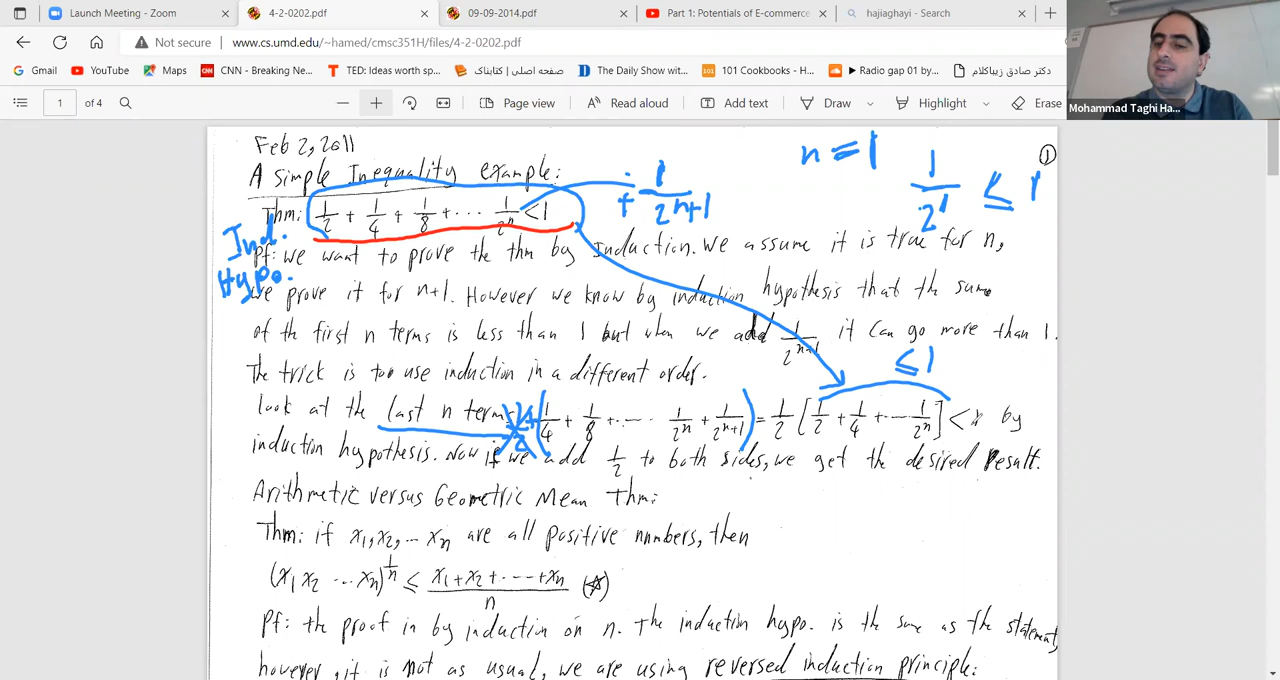 Launch Meeting - Zoom
4-2-0202.pdf
09-09-2014.pdf
Part 1: Potentials of E-commerce
hajiaghayi - Search
Not secure
www.cs.umd.edu/~hamed/cmsc351H/files/4-2-0202.pdf
Gmail
YouTube
Maps
CNN - Breaking Ne...
TED: Ideas worth sp...
صفحه اصلی | کتابناک
The Daily Show wit...
101 Cookbooks - H...
Radio gap 01 by...
دکتر صادق زیباکلام
1 of 4
Page view
Read aloud
Add text
Draw
Highlight
Erase
Mohammad Taghi Ha...
Feb 2, 2011
n = 1
1
A simple Inequality example:
+ 1/2^n+1
1/2^1 ≤ 1
Thm: 1/2 + 1/4 + 1/8 + ... 1/2^n < 1
Ind.
Hypo.
Pf: we want to prove the thm by Induction. We assume it is true for n,
we prove it for n+1. However we know by induction hypothesis that the sum
of the first n terms is less than 1 but when we add 1/2^n+1 it can go more than 1.
≤ 1
The trick is too use induction in a different order.
Look at the last n terms 1/4 + 1/8 + ... 1/2^n + 1/2^n+1 = 1/2 [1/2 + 1/4 + ... 1/2^n] < by
induction hypothesis. Now if we add 1/2 to both sides, we get the desired result.
Arithmetic versus Geometric Mean Thm:
Thm: if x1, x2, ... xn are all positive numbers, then
(x1 x2 ... xn)^1/n ≤ x1 + x2 + ... + xn / n (*)
Pf: the proof in by induction on n. The induction hypo. is the same as the statement,
however, it is not as usual, we are using reversed induction principle: